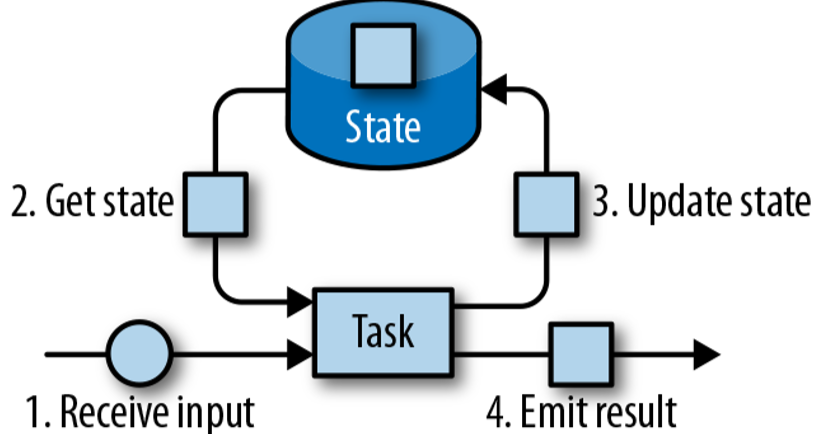 State
2. Get state
3. Update state
Task
1. Receive input
4. Emit result